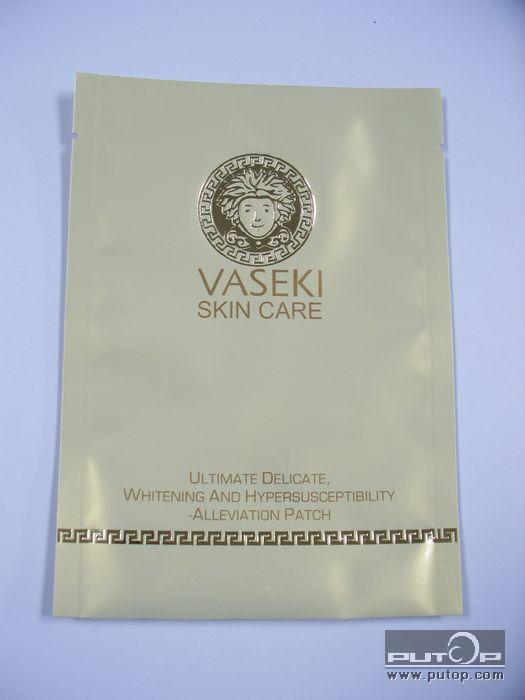 VASEKI
SKIN CARE
ULTIMATE DELICATE,
WHITENING AND HYPERSUSCEPTIBILITY
-ALLEVIATION PATCH
PUTOP
www.putop.com